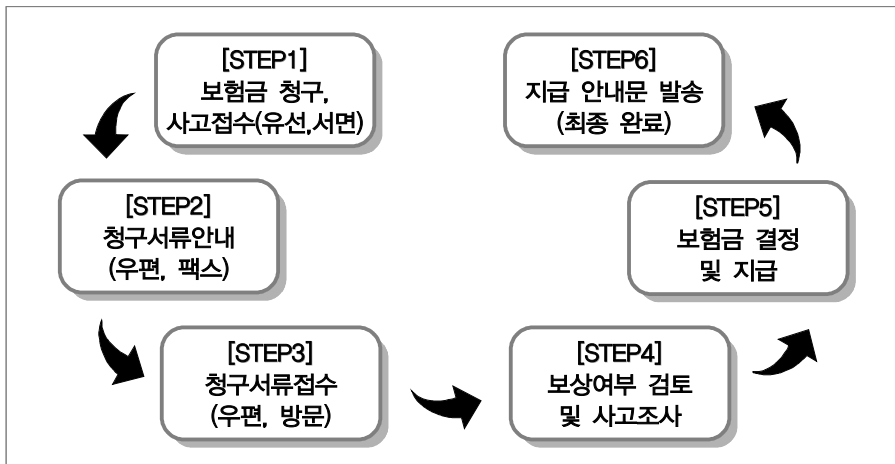 [STEP1]
보험금 청구,
사고접수(유선,서면)
[STEP2]
청구서류안내
(우편, 팩스)
[STEP3]
청구서류접수
(우편, 방문)
[STEP4]
보상여부 검토
및 사고조사
[STEP5]
보험금 결정
및 지급
[STEP6]
지급 안내문 발송
(최종 완료)